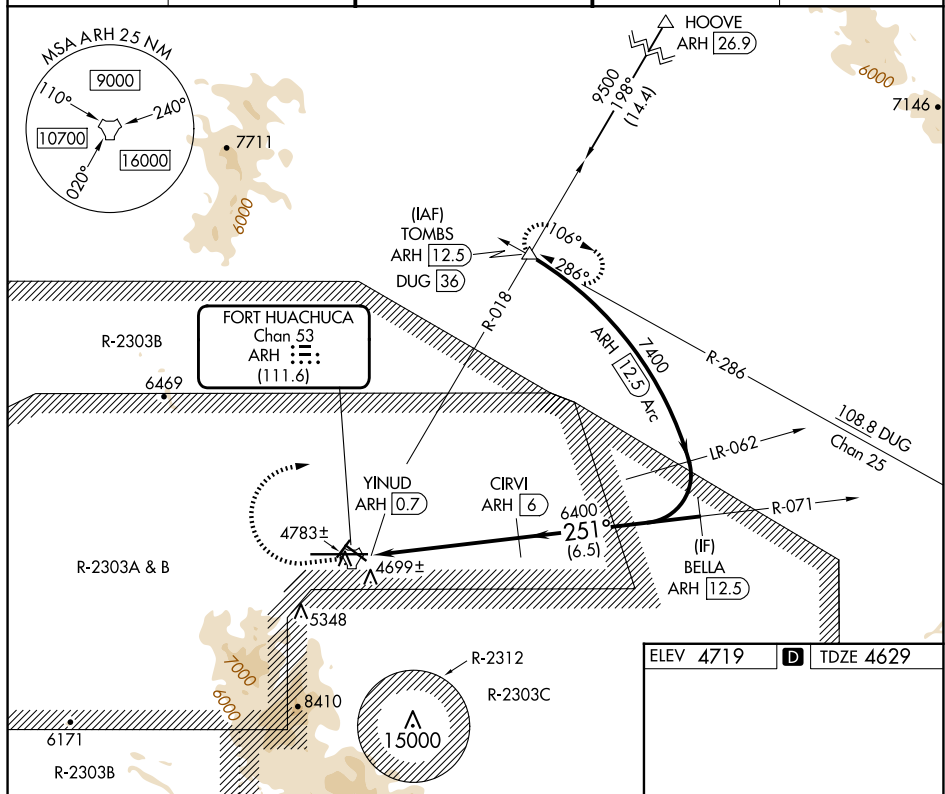 MSA ARH 25 NM
9000
110°
240°
10700
16000
020°
7711
6000
HOOVE
ARH 26.9
9500
198°
(14.4)
6000
7146
(IAF)
TOMBS
ARH 12.5
DUG 36
106°
286°
R-018
7400
ARH 12.5 Arc
R-286
108.8 DUG
Chan 25
R-2303B
FORT HUACHUCA
Chan 53
ARH
(111.6)
6469
LR-062
YINUD
ARH 0.7
CIRVI
ARH 6
6400
251°
(6.5)
R-071
(IF)
BELLA
ARH 12.5
4783±
4699±
R-2303A & B
5348
7000
6000
8410
6171
R-2303B
R-2312
R-2303C
15000
ELEV 4719 D TDZE 4629